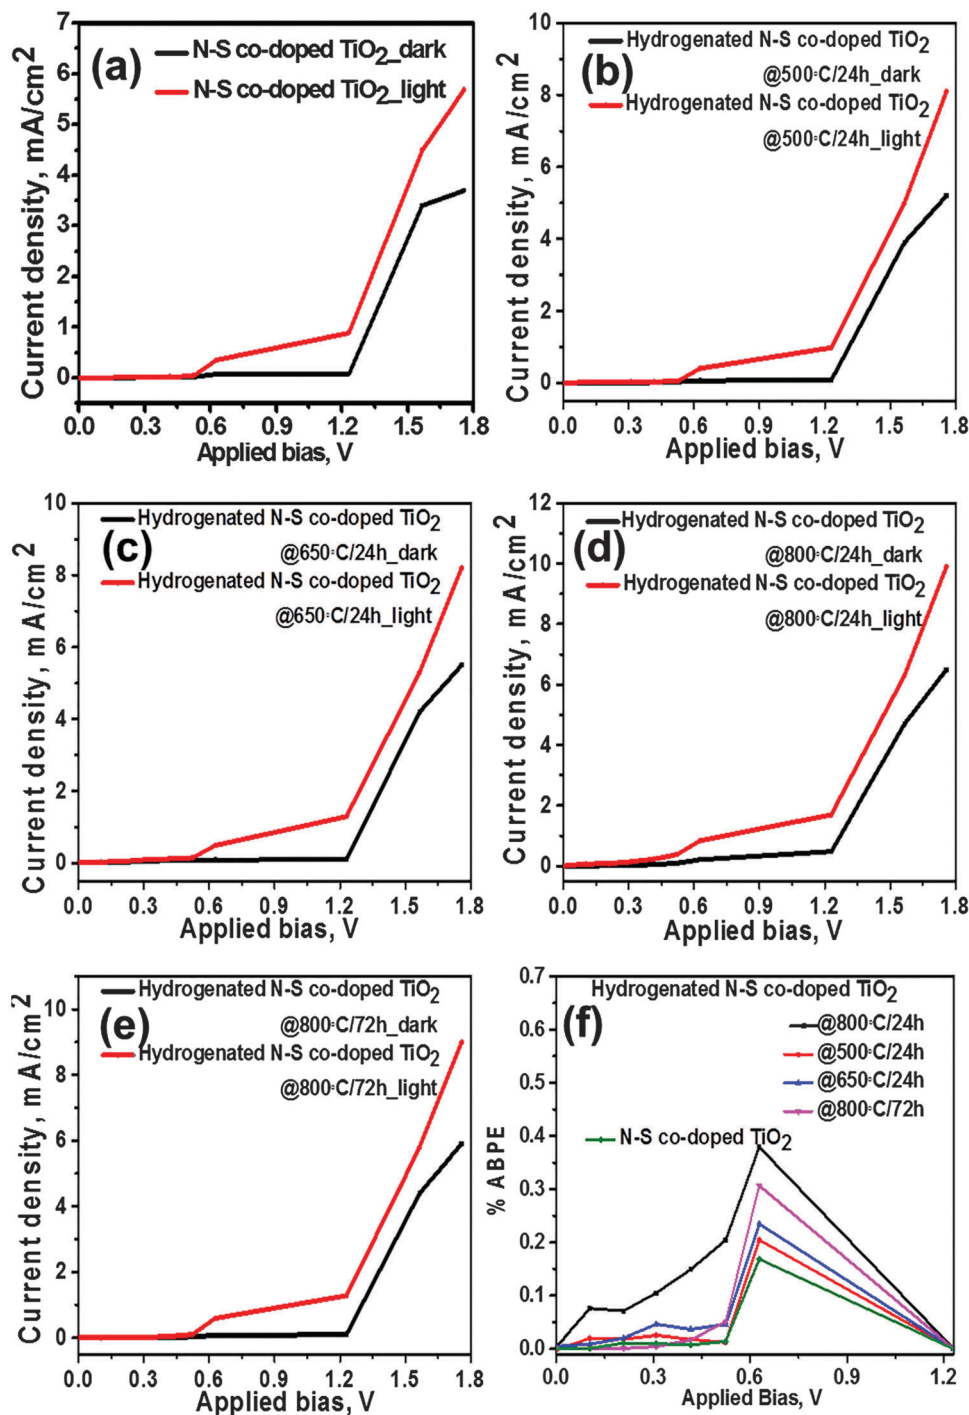 (a)
N-S co-doped TiO2_dark
N-S co-doped TiO2_light
Current density, mA/cm2
7
6
5
4
3
2
1
0
0.0 0.3 0.6 0.9 1.2 1.5 1.8
Applied bias, V
(b)
Hydrogenated N-S co-doped TiO2
@500°C/24h_dark
Hydrogenated N-S co-doped TiO2
@500°C/24h_light
Current density, mA/cm2
10
8
6
4
2
0
0.0 0.3 0.6 0.9 1.2 1.5 1.8
Applied bias, V
(c)
Hydrogenated N-S co-doped TiO2
@650°C/24h_dark
Hydrogenated N-S co-doped TiO2
@650°C/24h_light
Current density, mA/cm2
10
8
6
4
2
0
0.0 0.3 0.6 0.9 1.2 1.5 1.8
Applied bias, V
(d)
Hydrogenated N-S co-doped TiO2
@800°C/24h_dark
Hydrogenated N-S co-doped TiO2
@800°C/24h_light
Current density, mA/cm2
12
10
8
6
4
2
0
0.0 0.3 0.6 0.9 1.2 1.5 1.8
Applied bias, V
(e)
Hydrogenated N-S co-doped TiO2
@800°C/72h_dark
Hydrogenated N-S co-doped TiO2
@800°C/72h_light
Current density, mA/cm2
10
8
6
4
2
0
0.0 0.3 0.6 0.9 1.2 1.5 1.8
Applied bias, V
(f)
Hydrogenated N-S co-doped TiO2
@800°C/24h
@500°C/24h
@650°C/24h
@800°C/72h
N-S co-doped TiO2
% ABPE
0.7
0.6
0.5
0.4
0.3
0.2
0.1
0.0
0.0 0.3 0.6 0.9 1.2
Applied Bias, V